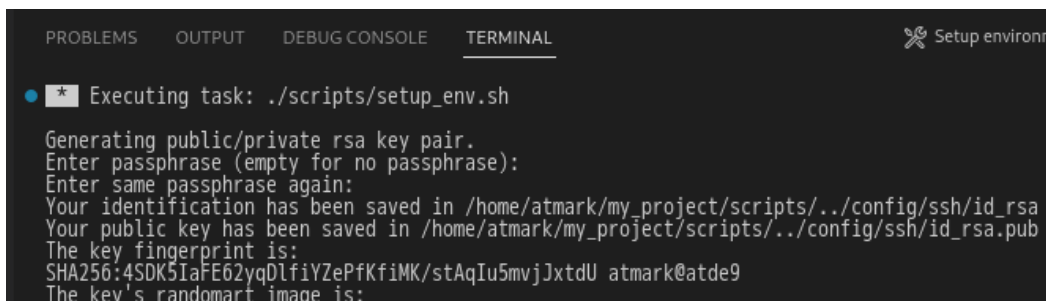 PROBLEMS OUTPUT DEBUG CONSOLE TERMINAL Setup environm
* Executing task: ./scripts/setup_env.sh
Generating public/private rsa key pair.
Enter passphrase (empty for no passphrase):
Enter same passphrase again:
Your identification has been saved in /home/atmark/my_project/scripts/../config/ssh/id_rsa
Your public key has been saved in /home/atmark/my_project/scripts/../config/ssh/id_rsa.pub
The key fingerprint is:
SHA256:4SDK5IaFE62yqDlfiYZePfKfiMK/stAqIu5mvjJxtdU atmark@atde9
The key's randomart image is: